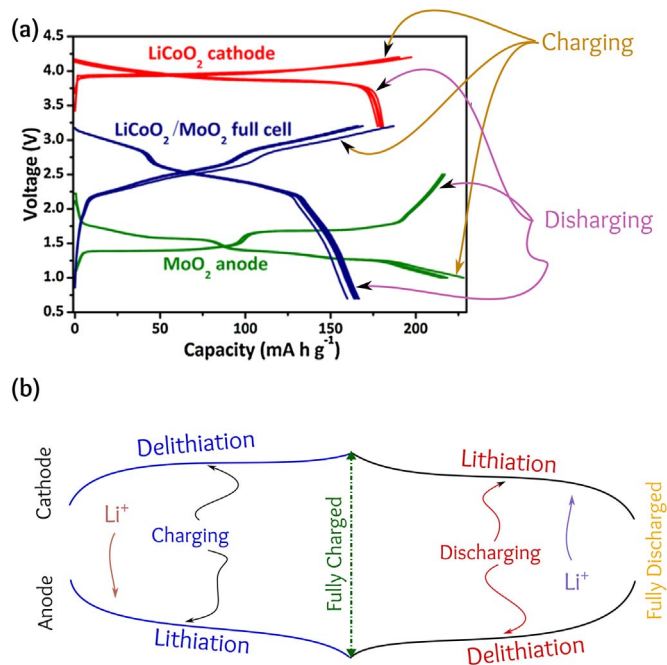 (a)
4.5
4.0
3.5
3.0
2.5
2.0
1.5
1.0
0.5
Voltage (V)
LiCoO₂ cathode
LiCoO₂/MoO₂ full cell
MoO₂ anode
0 50 100 150 200
Capacity (mA h g⁻¹)
Charging
Disharging
(b)
Cathode
Anode
Delithiation
Li⁺
Charging
Lithiation
Fully Charged
Lithiation
Discharging
Li⁺
Delithiation
Fully Discharged